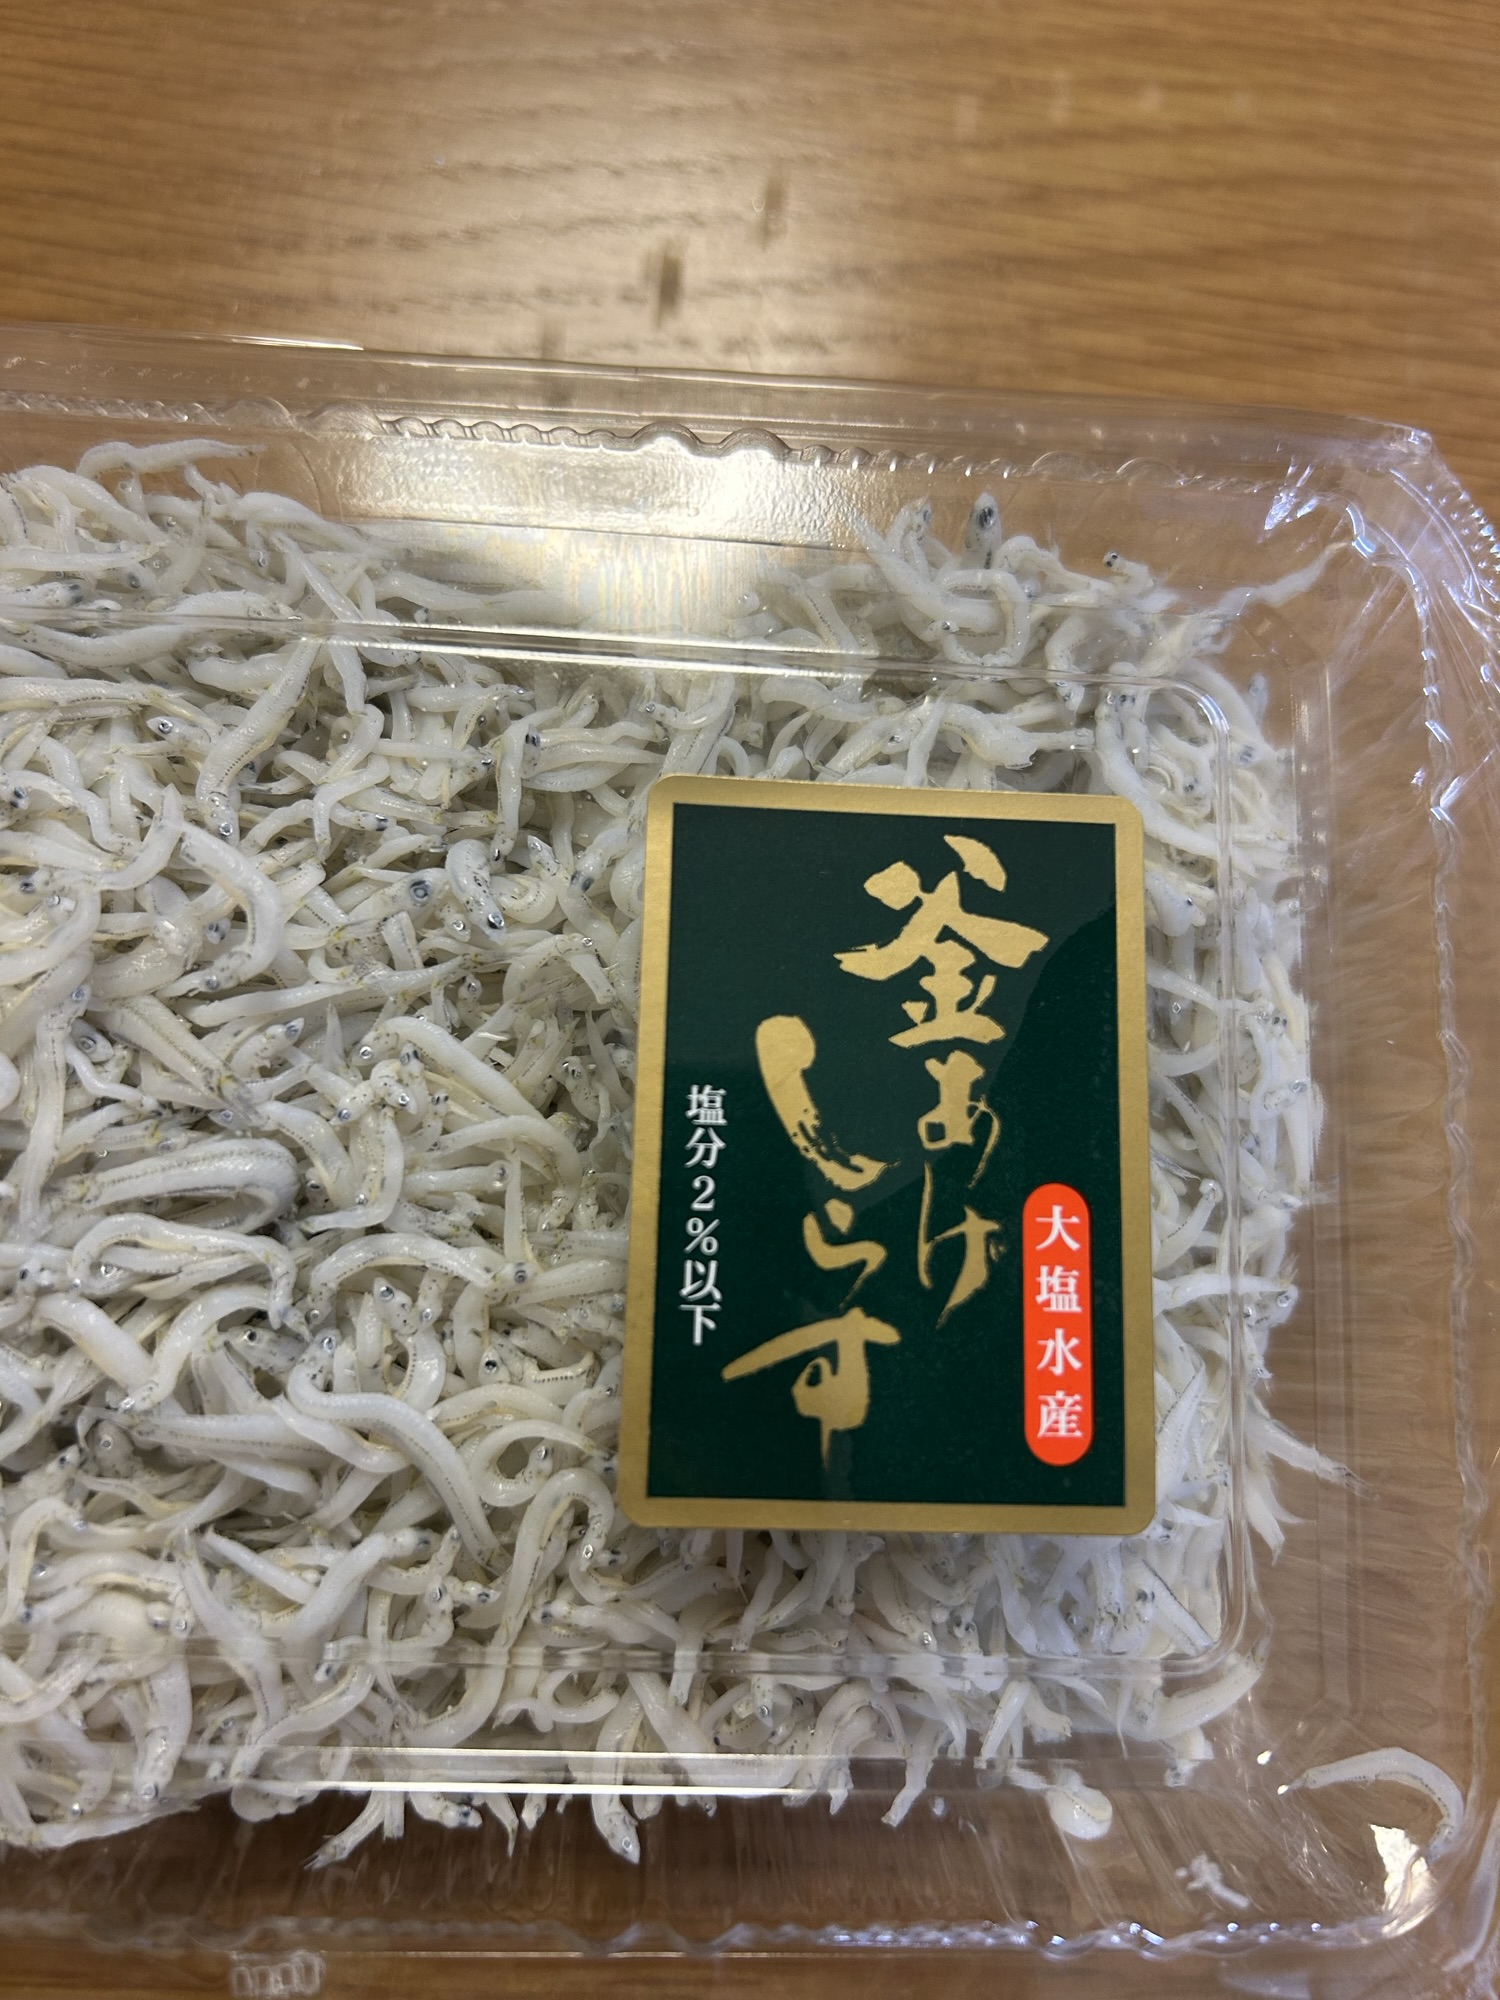 大塩水産
釜あげ
しらす
塩分2%以下